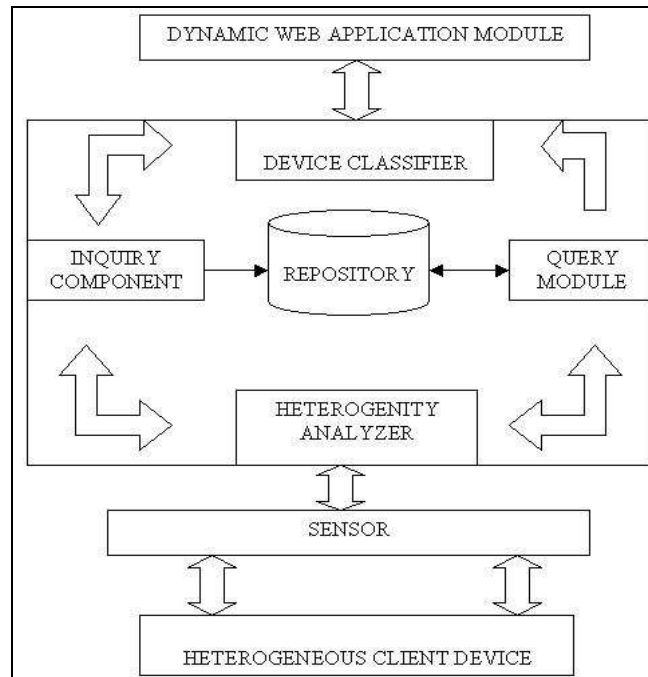 DYNAMIC WEB APPLICATION MODULE
DEVICE CLASSIFIER
INQUIRY
COMPONENT
REPOSITORY
QUERY
MODULE
HETEROGENITY
ANALYZER
SENSOR
HETEROGENEOUS CLIENT DEVICE